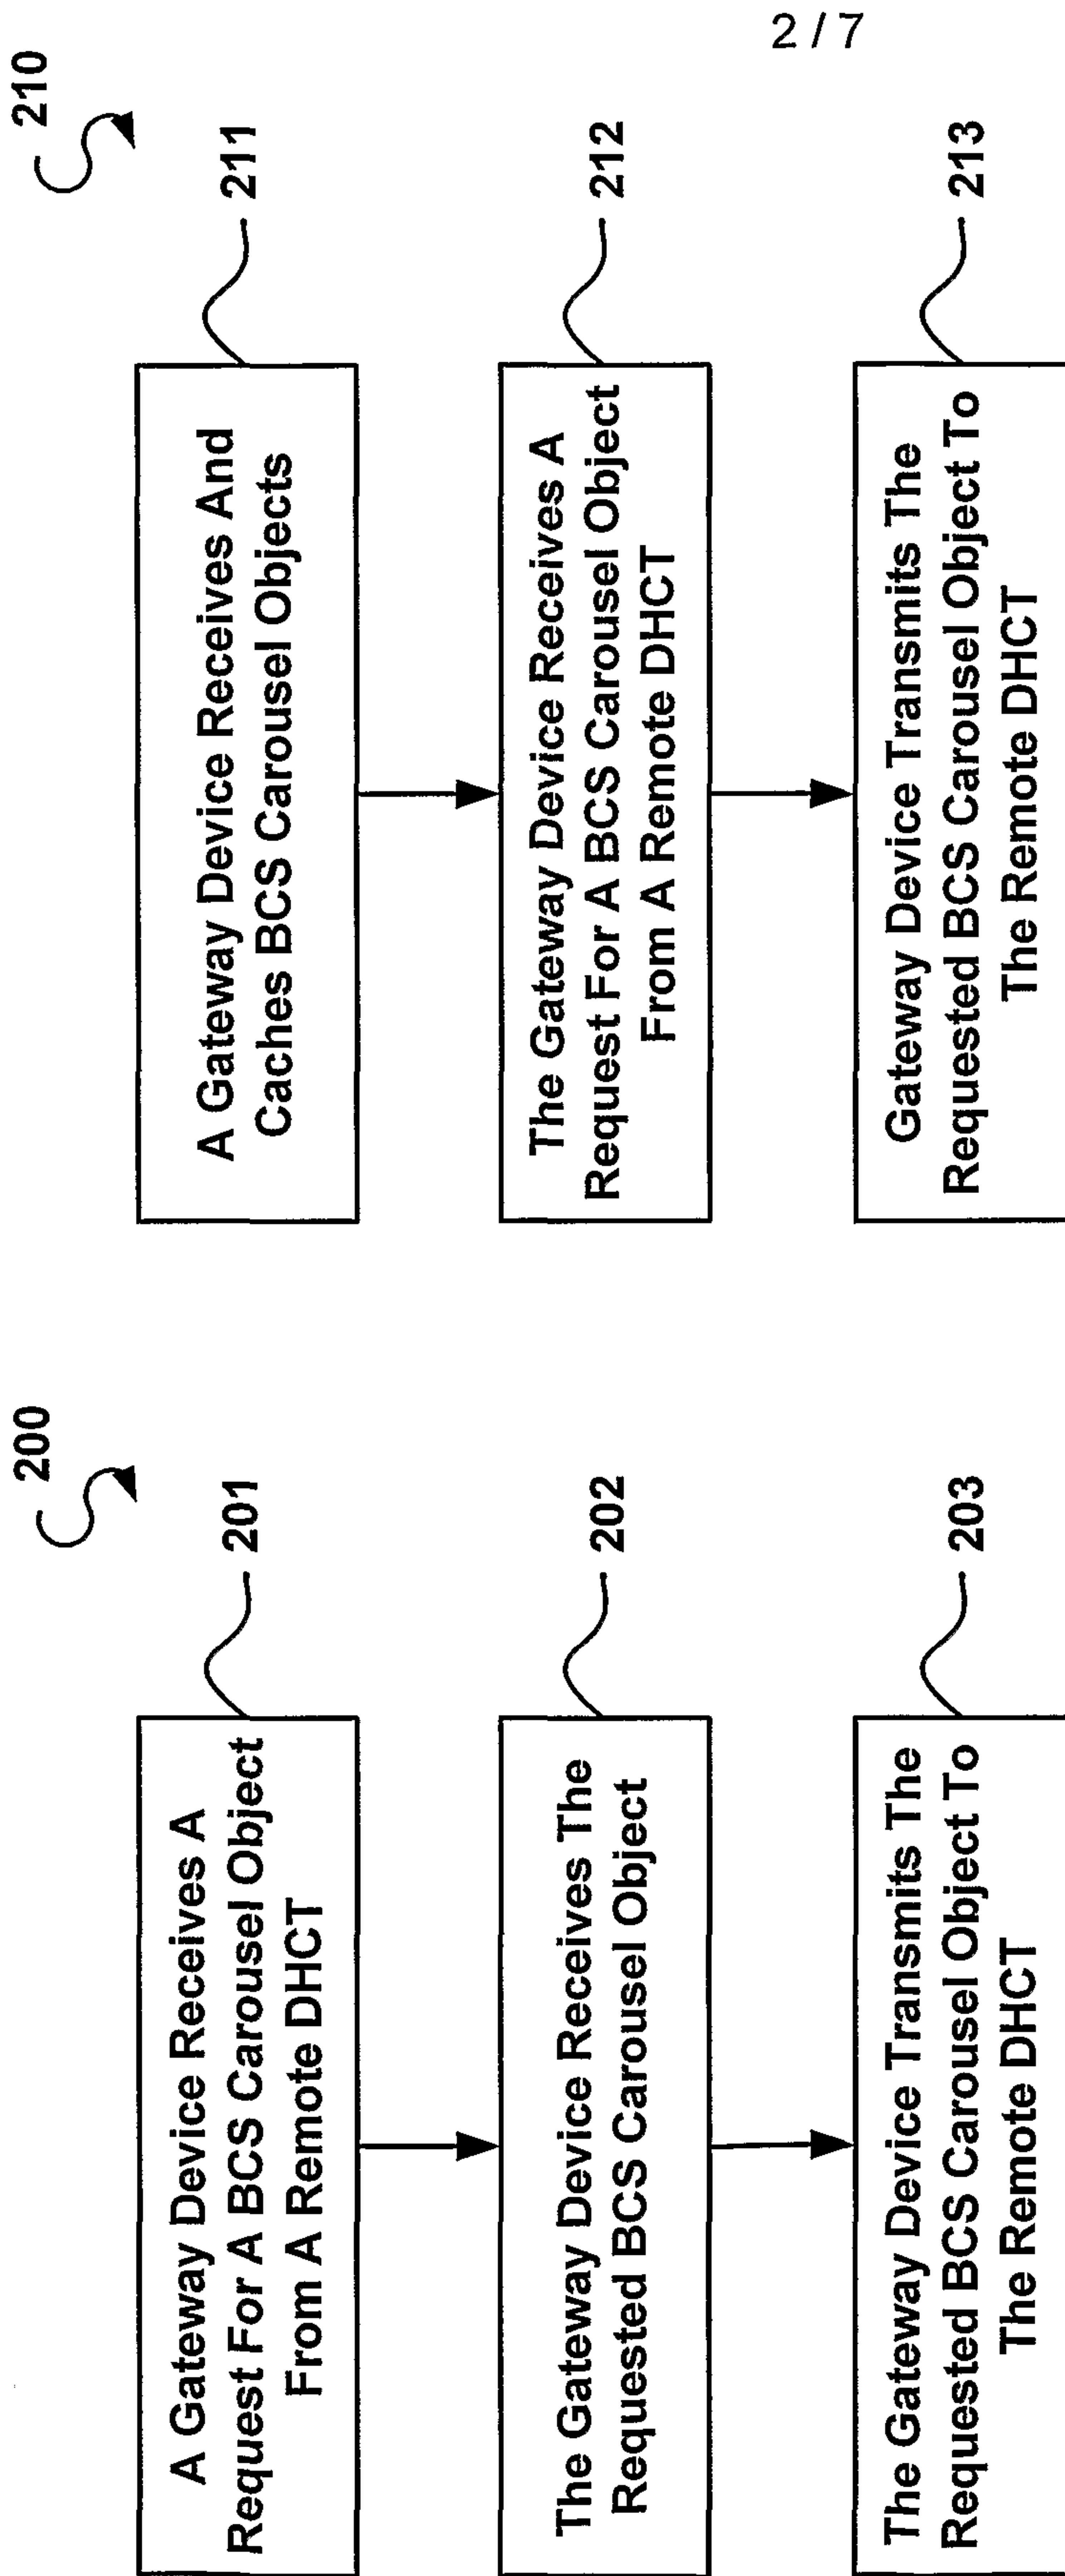 2 / 7
200
201
A Gateway Device Receives A
Request For A BCS Carousel Object
From A Remote DHCT
202
The Gateway Device Receives The
Requested BCS Carousel Object
203
The Gateway Device Transmits The
Requested BCS Carousel Object To
The Remote DHCT
210
211
A Gateway Device Receives And
Caches BCS Carousel Objects
212
The Gateway Device Receives A
Request For A BCS Carousel Object
From A Remote DHCT
213
Gateway Device Transmits The
Requested BCS Carousel Object To
The Remote DHCT